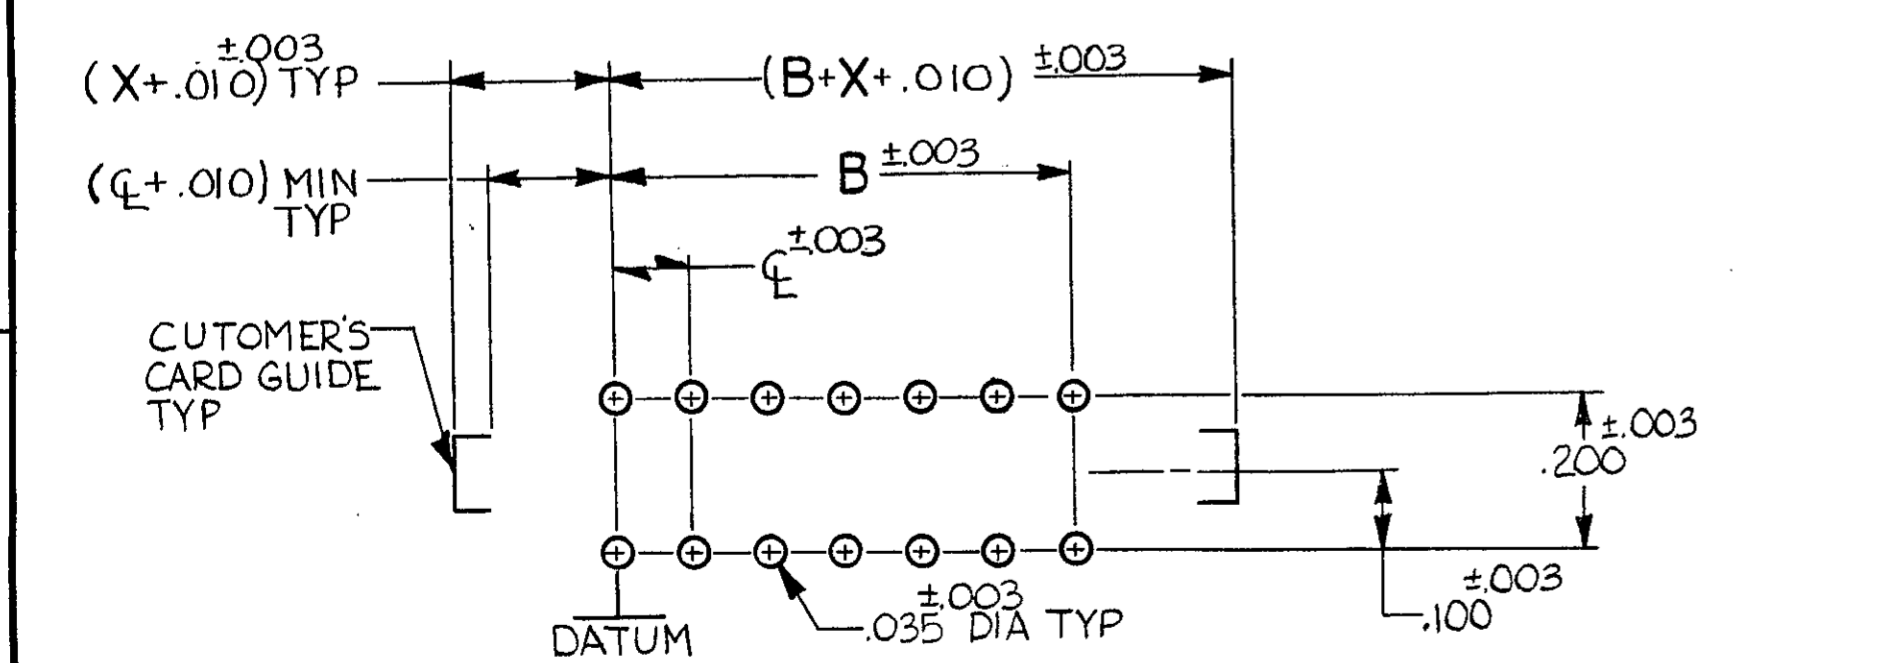 (X+.010) ±.003 TYP
(B+X+.010) ±.003
(℄+.010) MIN
TYP
B ±.003
℄ ±.003
CUTOMER'S
CARD GUIDE
TYP
.200 ±.003
.100 ±.003
.035 ±.003 DIA TYP
DATUM